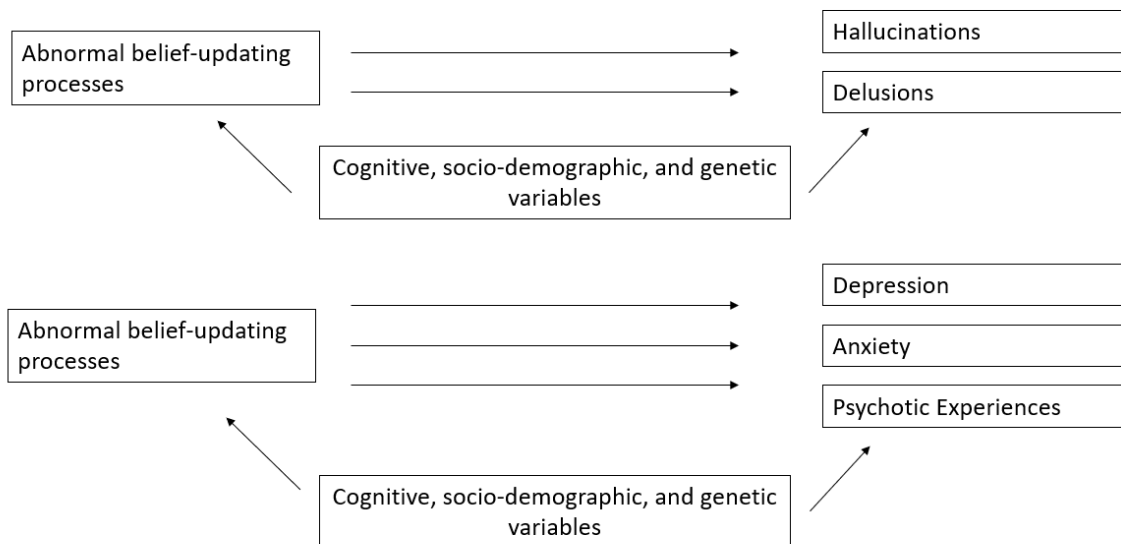 Hallucinations
Abnormal belief-updating
processes
Delusions
Cognitive, socio-demographic, and genetic
variables
Depression
Abnormal belief-updating
processes
Anxiety
Psychotic Experiences
Cognitive, socio-demographic, and genetic
variables